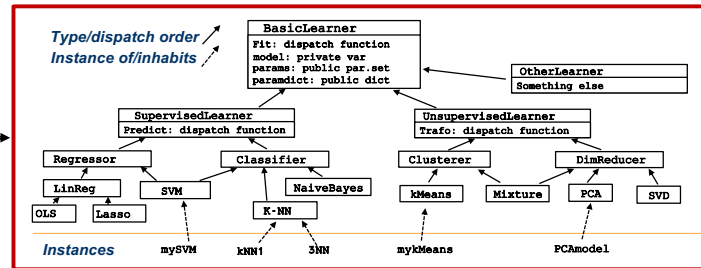 BasicLearner
Type/dispatch order
Fit: dispatch function
Instance of/inhabits
model: private var
params: public par.set
paramdict: public dict
OtherLearner
Something else
SupervisedLearner
Predict: dispatch function
UnsupervisedLearner
Trafo: dispatch function
Regressor
Classifier
Clusterer
DimReducer
LinReg
SVM
NaiveBayes
kMeans
Mixture
PCA
SVD
OLS
Lasso
K-NN
Instances
mySVM
kNN1
3NN
mykMeans
PCAmodel